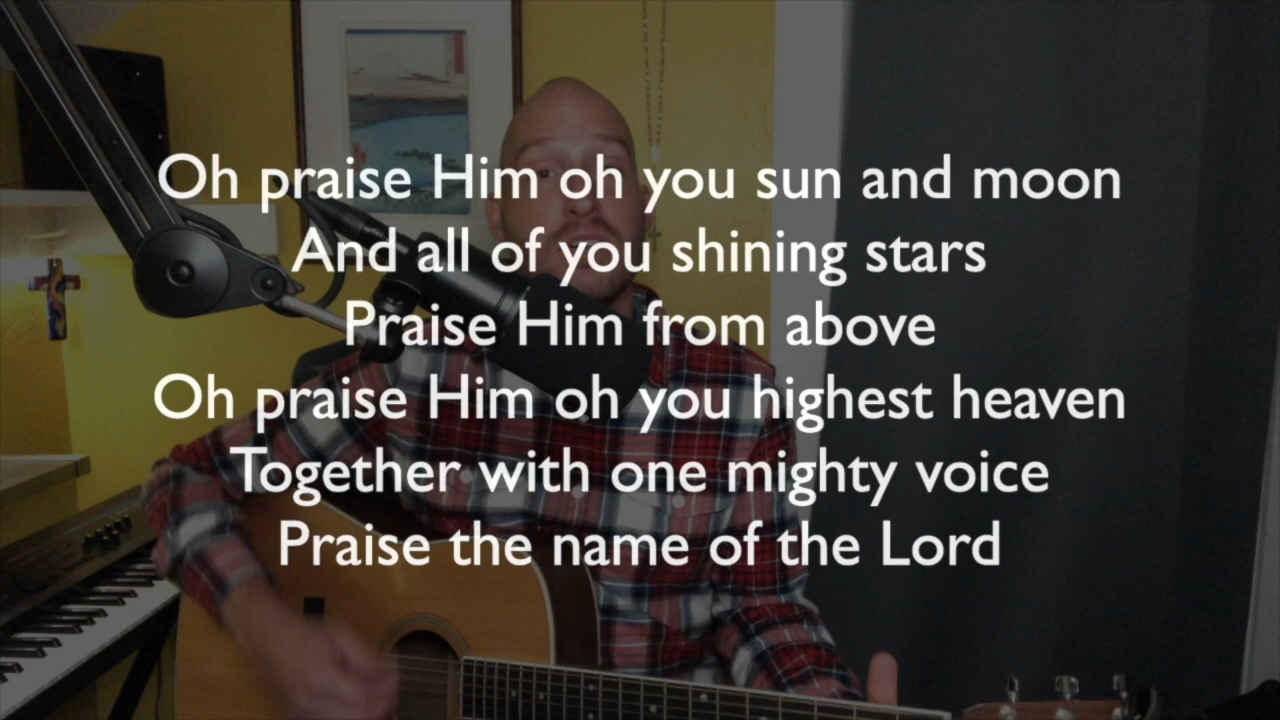 Oh praise Him oh you sun and moon
And all of you shining stars
Praise Him from above
Oh praise Him oh you highest heaven
Together with one mighty voice
Praise the name of the Lord